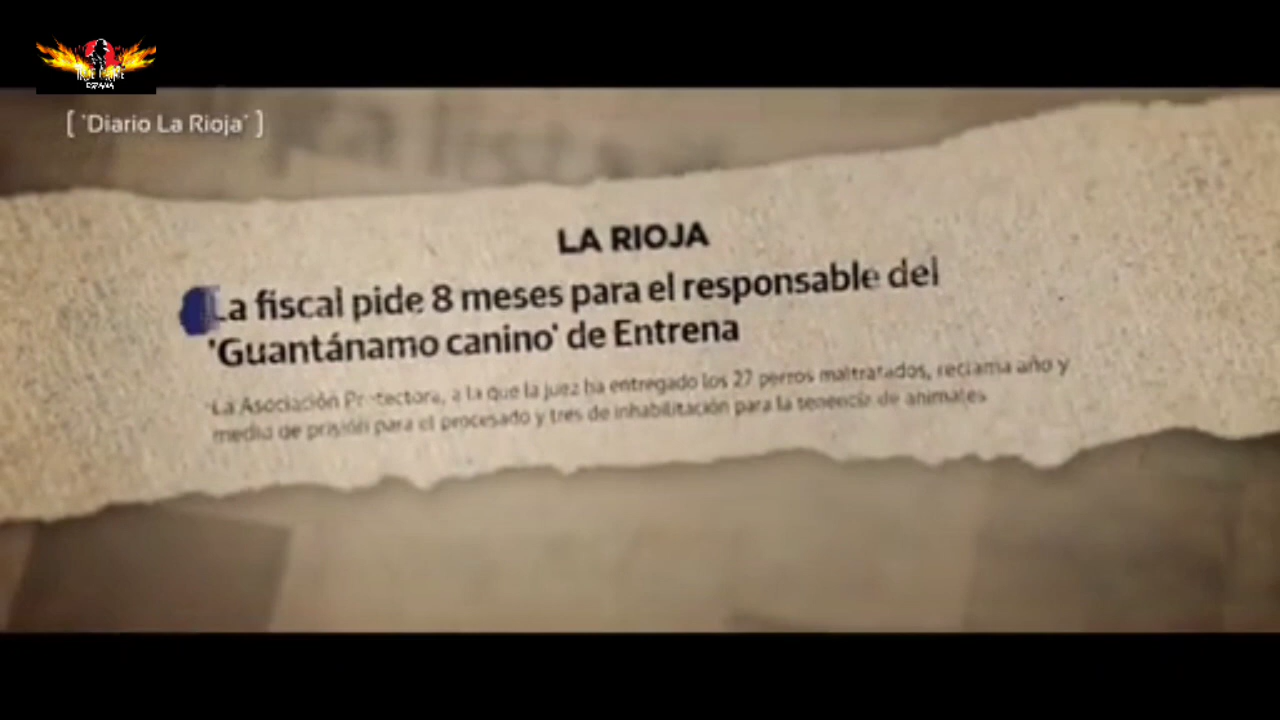 ESPAÑA
[ 'Diario La Rioja' ]
LA RIOJA
La fiscal pide 8 meses para el responsable del
'Guantánamo canino' de Entrena
La Asociación Protectora, a la que la juez ha entregado los 27 perros maltratados, reclama año y
medio de prisión para el procesado y tres de inhabilitación para la tenencia de animales